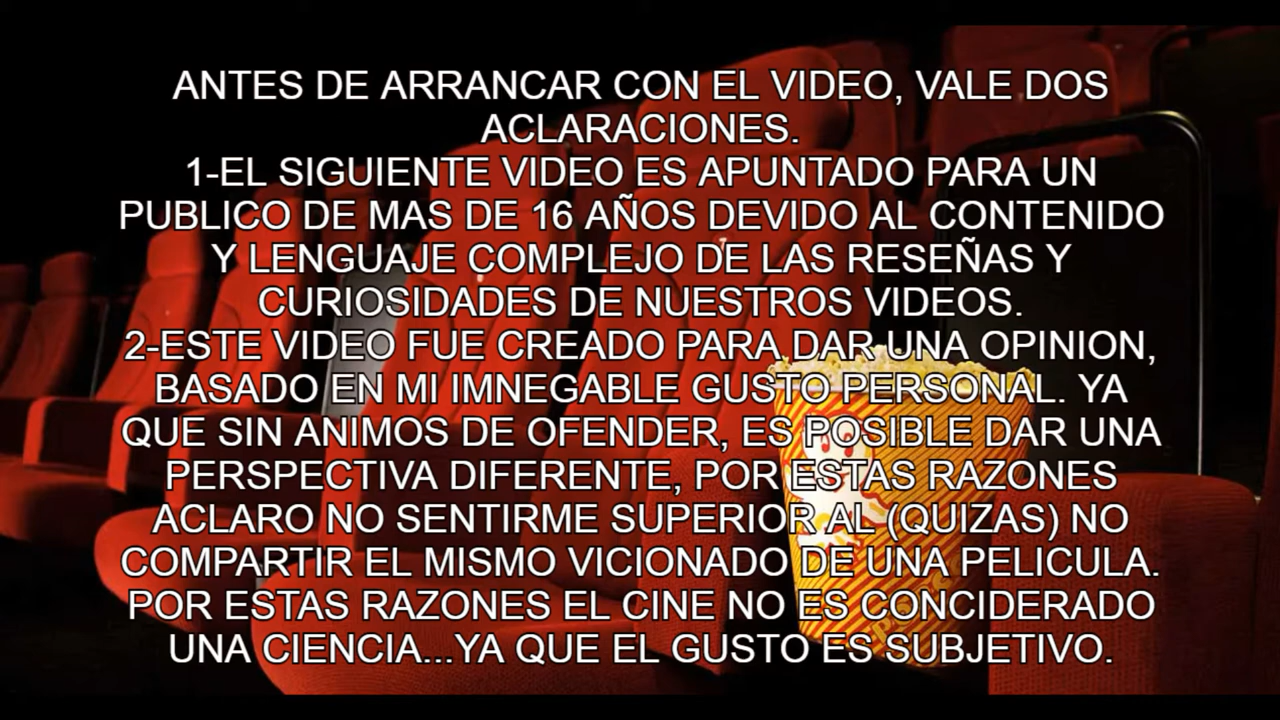 ANTES DE ARRANCAR CON EL VIDEO, VALE DOS
ACLARACIONES.
1-EL SIGUIENTE VIDEO ES APUNTADO PARA UN
PUBLICO DE MAS DE 16 AÑOS DEVIDO AL CONTENIDO
Y LENGUAJE COMPLEJO DE LAS RESEÑAS Y
CURIOSIDADES DE NUESTROS VIDEOS.
2-ESTE VIDEO FUE CREADO PARA DAR UNA OPINION,
BASADO EN MI IMNEGABLE GUSTO PERSONAL. YA
QUE SIN ANIMOS DE OFENDER, ES POSIBLE DAR UNA
PERSPECTIVA DIFERENTE, POR ESTAS RAZONES
ACLARO NO SENTIRME SUPERIOR AL (QUIZAS) NO
COMPARTIR EL MISMO VICIONADO DE UNA PELICULA.
POR ESTAS RAZONES EL CINE NO ES CONCIDERADO
UNA CIENCIA...YA QUE EL GUSTO ES SUBJETIVO.